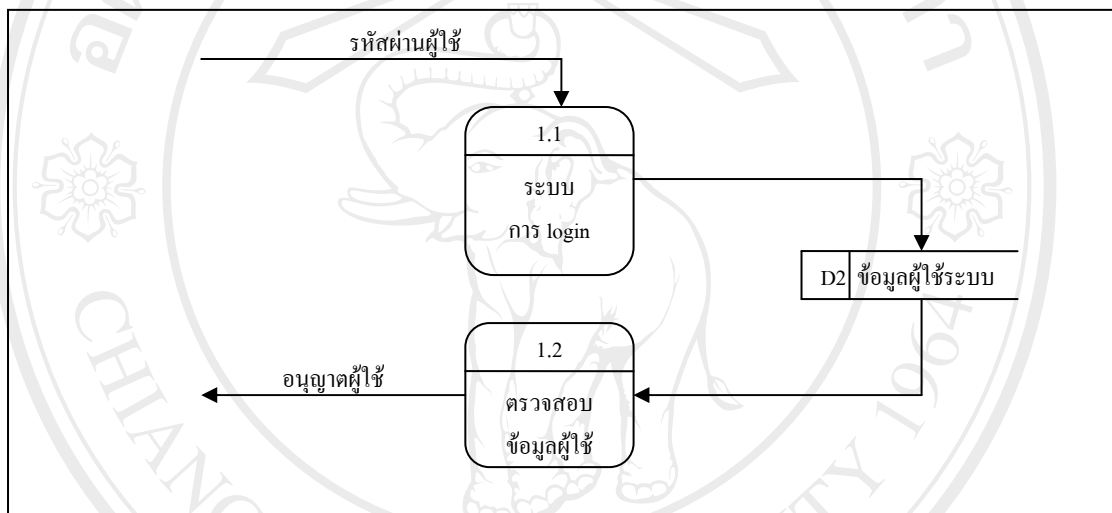 รหัสผ่านผู้ใช้
1.1
ระบบ
การ login
D2 ข้อมูลผู้ใช้ระบบ
1.2
อนุญาตผู้ใช้
ตรวจสอบ
ข้อมูลผู้ใช้